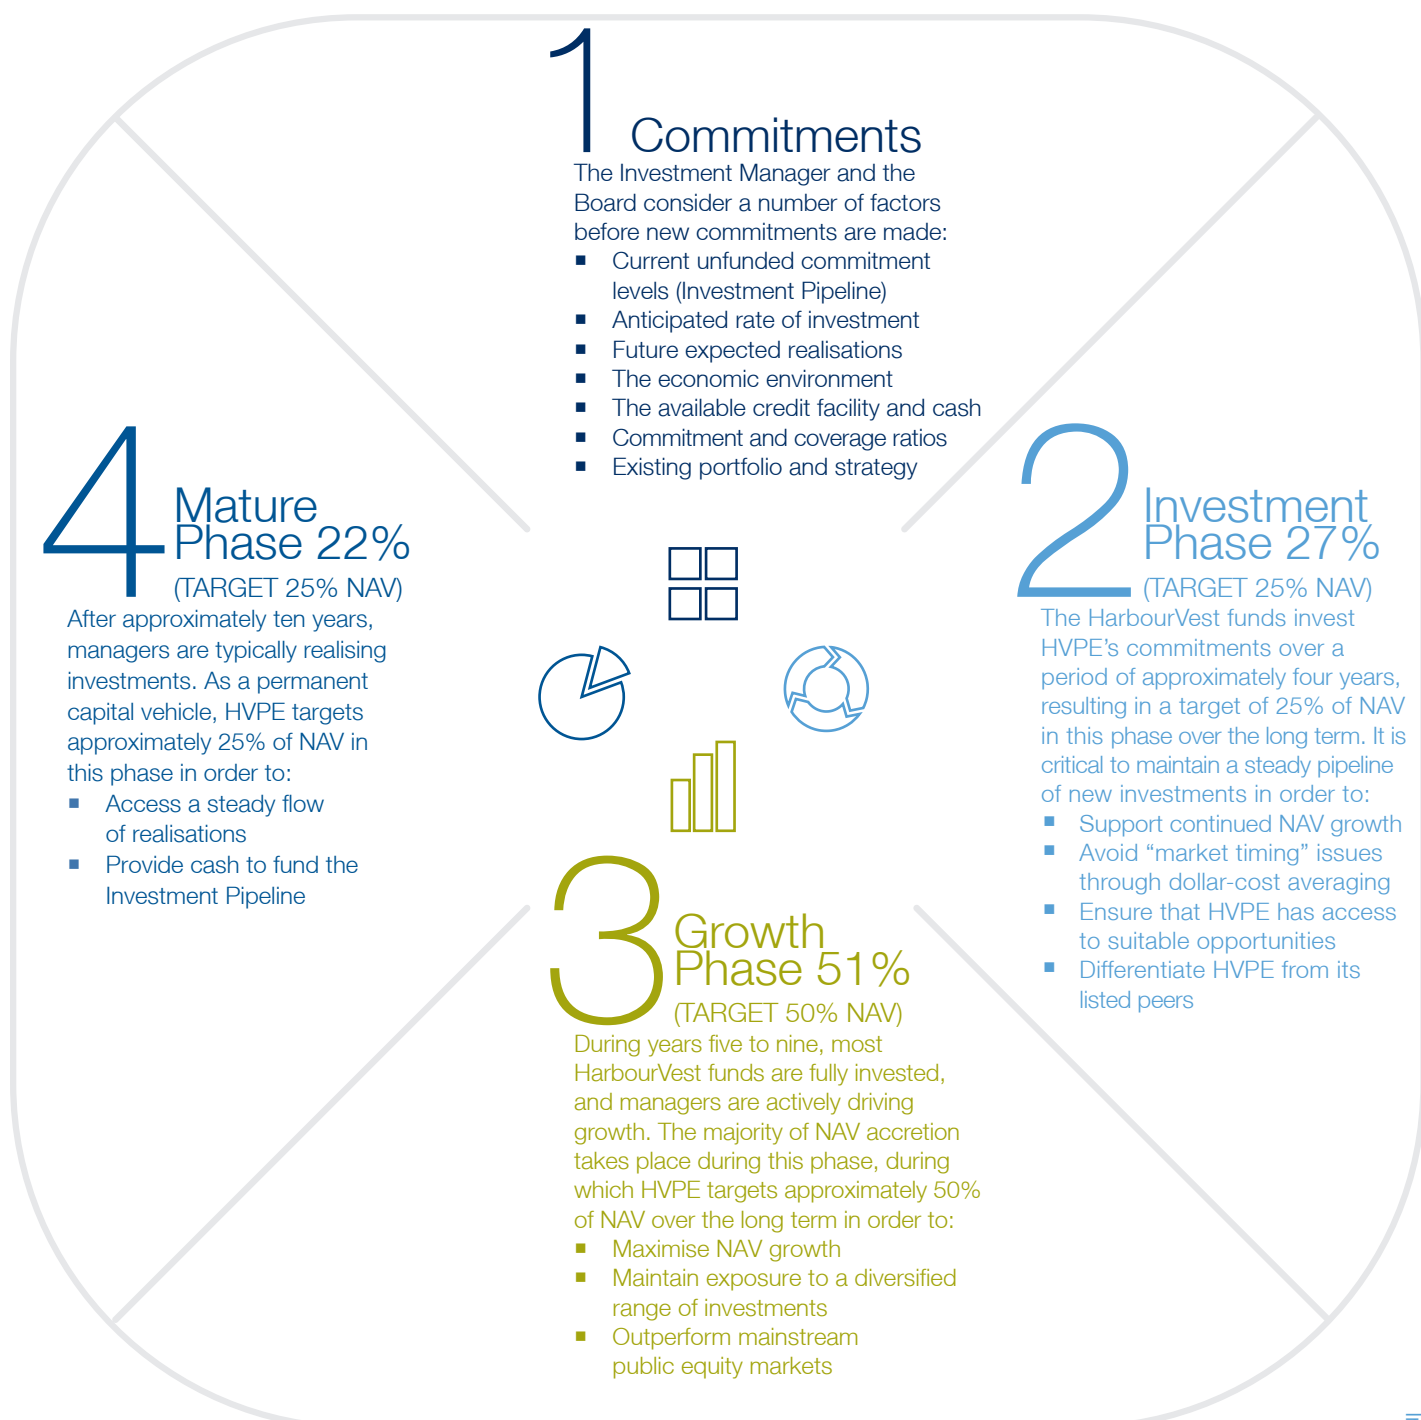 1
Commitments
The Investment Manager and the
Board consider a number of factors
before new commitments are made:
■ Current unfunded commitment
levels (Investment Pipeline)
■ Anticipated rate of investment
■ Future expected realisations
■ The economic environment
■ The available credit facility and cash
■ Commitment and coverage ratios
■ Existing portfolio and strategy
2
Investment
Phase 27%
(TARGET 25% NAV)
The HarbourVest funds invest
HVPE’s commitments over a
period of approximately four years,
resulting in a target of 25% of NAV
in this phase over the long term. It is
critical to maintain a steady pipeline
of new investments in order to:
■ Support continued NAV growth
■ Avoid “market timing” issues
through dollar-cost averaging
■ Ensure that HVPE has access
to suitable opportunities
■ Differentiate HVPE from its
listed peers
3
Growth
Phase 51%
(TARGET 50% NAV)
During years five to nine, most
HarbourVest funds are fully invested,
and managers are actively driving
growth. The majority of NAV accretion
takes place during this phase, during
which HVPE targets approximately 50%
of NAV over the long term in order to:
■ Maximise NAV growth
■ Maintain exposure to a diversified
range of investments
■ Outperform mainstream
public equity markets
4
Mature
Phase 22%
(TARGET 25% NAV)
After approximately ten years,
managers are typically realising
investments. As a permanent
capital vehicle, HVPE targets
approximately 25% of NAV in
this phase in order to:
■ Access a steady flow
of realisations
■ Provide cash to fund the
Investment Pipeline